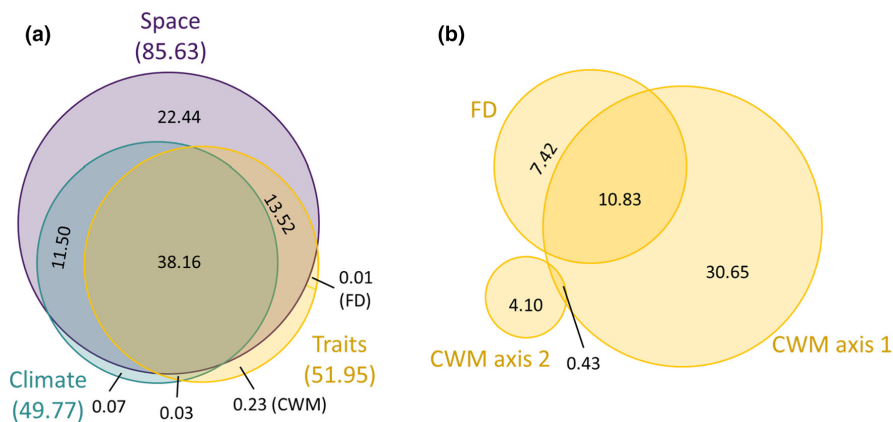 (a)
Space
(85.63)
22.44
13.52
11.50
38.16
0.01
(FD)
Traits
(51.95)
Climate
(49.77)
0.07
0.03
0.23 (CWM)
(b)
FD
7.42
10.83
30.65
4.10
CWM axis 2
0.43
CWM axis 1